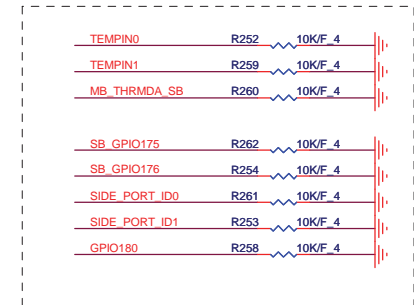 TEMPIN0 R252 10K/F_4
TEMPIN1 R259 10K/F_4
MB_THRMDA_SB R260 10K/F_4
SB_GPIO175 R262 10K/F_4
SB_GPIO176 R254 10K/F_4
SIDE_PORT_ID0 R261 10K/F_4
SIDE_PORT_ID1 R253 10K/F_4
GPIO180 R258 10K/F_4